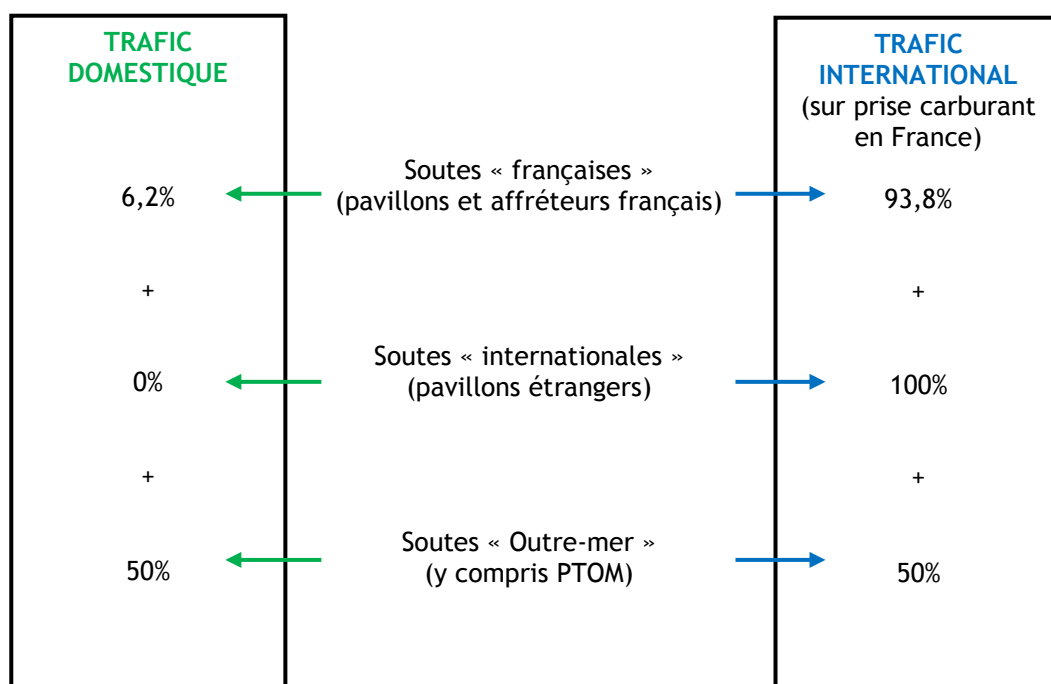 TRAFIC
DOMESTIQUE
TRAFIC
INTERNATIONAL
(sur prise carburant
en France)
Soutes « françaises »
(pavillons et affréteurs français)
6,2%
93,8%
+
+
Soutes « internationales »
(pavillons étrangers)
0%
100%
+
+
Soutes « Outre-mer »
(y compris PTOM)
50%
50%